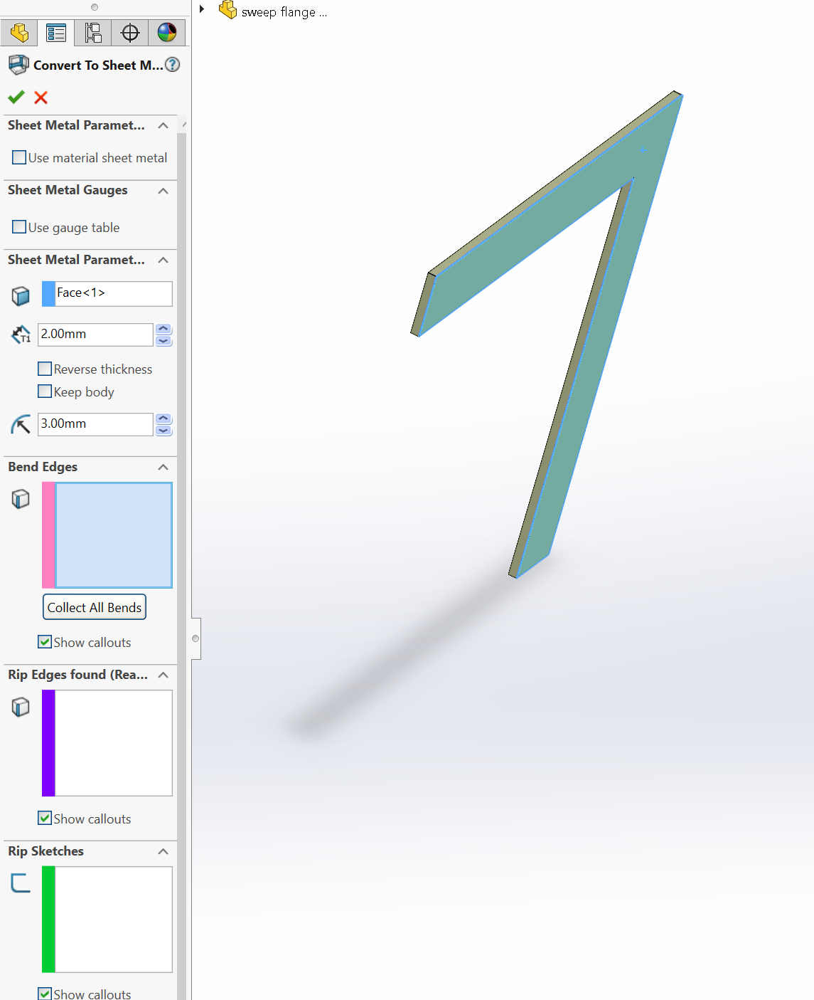 sweep flange ...
Convert To Sheet M...
Sheet Metal Paramet...
Use material sheet metal
Sheet Metal Gauges
Use gauge table
Sheet Metal Paramet...
Face<1>
T1
2.00mm
Reverse thickness
Keep body
3.00mm
Bend Edges
Collect All Bends
Show callouts
Rip Edges found (Rea...
Show callouts
Rip Sketches
Show callouts